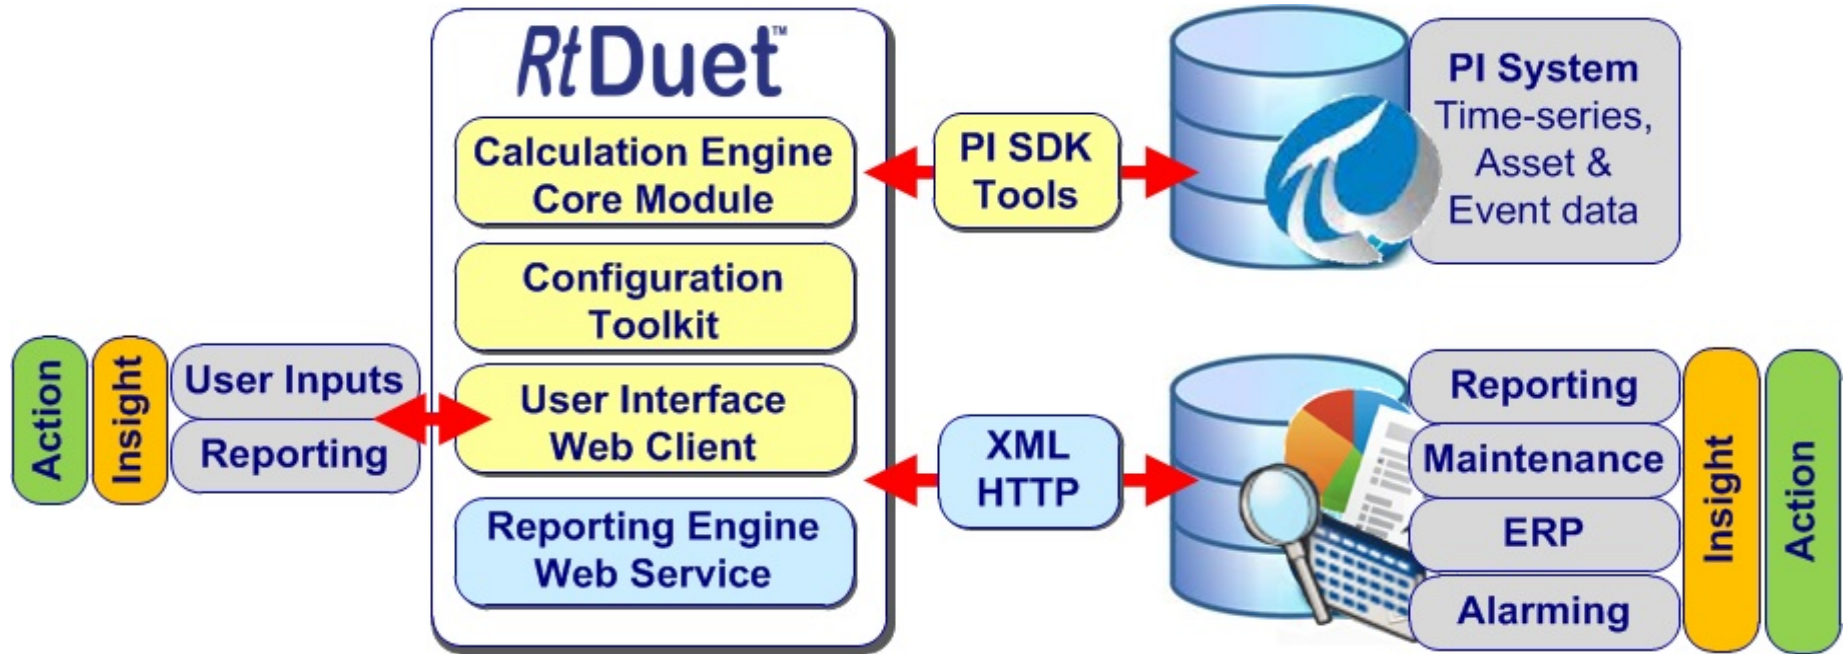 RtDuet™
Calculation Engine
Core Module
Configuration
Toolkit
User Interface
Web Client
Reporting Engine
Web Service
Action
Insight
User Inputs
Reporting
PI SDK
Tools
XML
HTTP
PI System
Time-series,
Asset &
Event data
Reporting
Maintenance
ERP
Alarming
Insight
Action